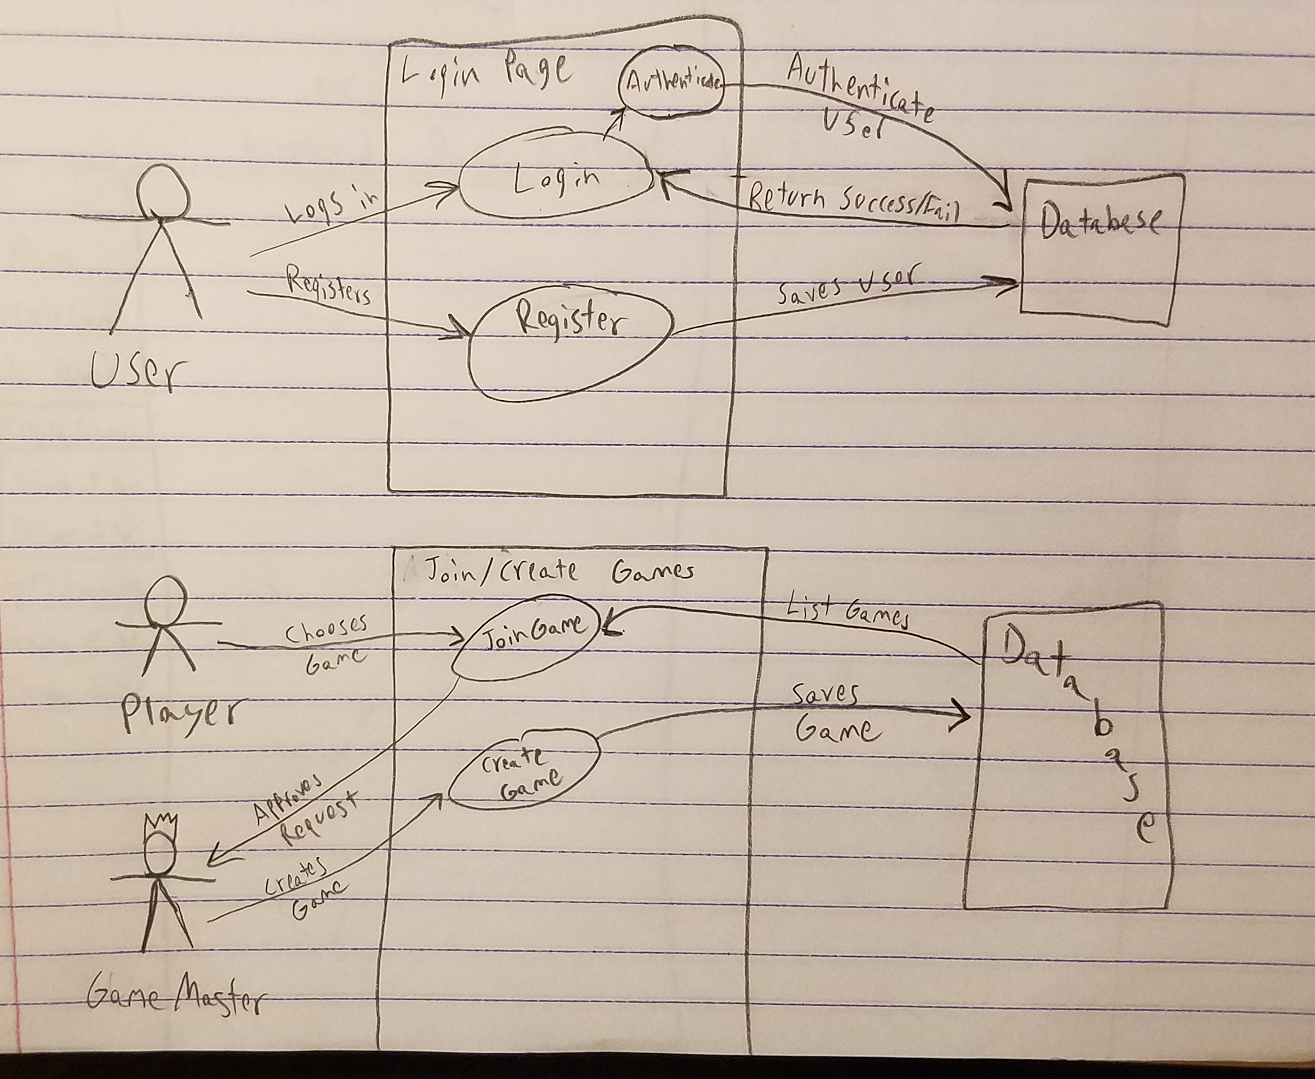 Login Page
Authenticate
Authenticate
User
Login
Logs in
Return Success/Fail
Database
Registers
Register
Saves User
User
Join/Create Games
List Games
Join Game
Chooses
Game
Player
Database
Saves
Game
Create
Game
Approves
Request
Creates
Game
Game Master